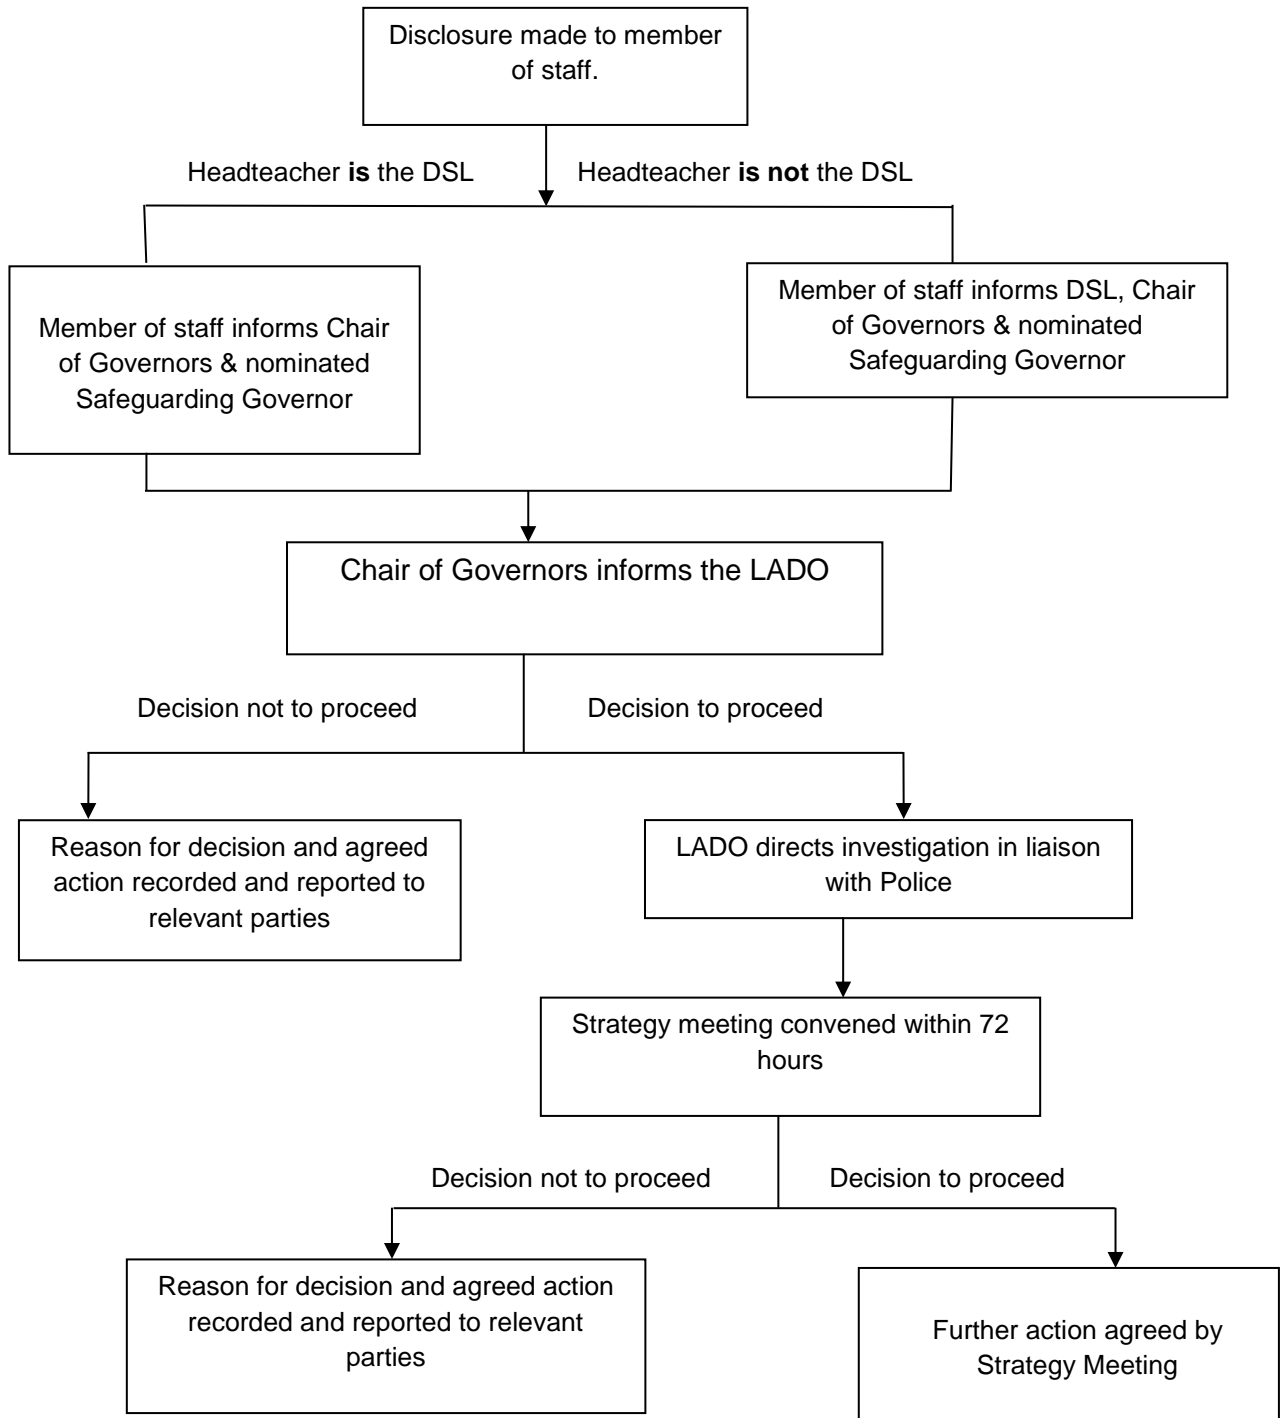 Disclosure made to member
of staff.
Headteacher is the DSL
Headteacher is not the DSL
Member of staff informs Chair
of Governors & nominated
Safeguarding Governor
Member of staff informs DSL, Chair
of Governors & nominated
Safeguarding Governor
Chair of Governors informs the LADO
Decision not to proceed
Decision to proceed
Reason for decision and agreed
action recorded and reported to
relevant parties
LADO directs investigation in liaison
with Police
Strategy meeting convened within 72
hours
Decision not to proceed
Decision to proceed
Reason for decision and agreed action
recorded and reported to relevant
parties
Further action agreed by
Strategy Meeting